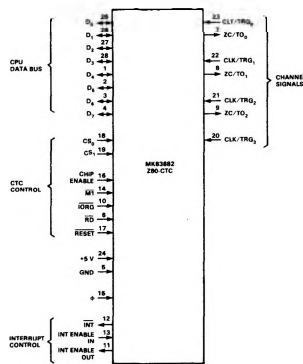 CPU
DATA BUS
D0 25
D1 26
D2 27
D3 28
D4 1
D5 2
D6 3
D7 4
CTC
CONTROL
CS0 18
CS1 19
CHIP
ENABLE 16
M1 14
IORQ 10
RD 6
RESET 17
+5 V 24
GND 5
Φ 15
INTERRUPT
CONTROL
INT 12
INT ENABLE
IN 13
INT ENABLE
OUT 11
MK83882
Z80-CTC
23 CLT/TRG0
7 ZC/TO0
22 CLK/TRG1
8 ZC/TO1
21 CLK/TRG2
9 ZC/TO2
20 CLK/TRG3
CHANNEL
SIGNALS